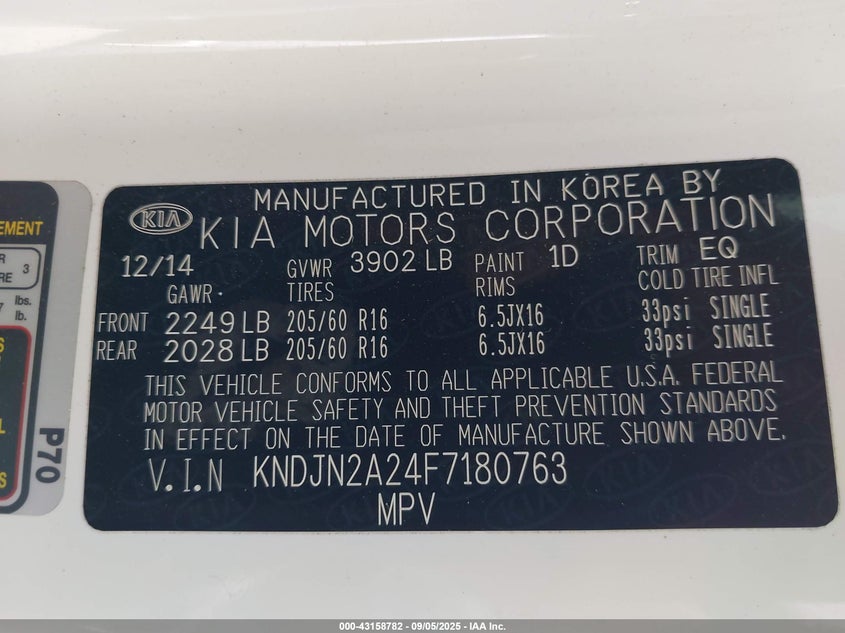 MANUFACTURED IN KOREA BY
KIA KIA MOTORS CORPORATION
12/14 GVWR 3902 LB PAINT 1D TRIM EQ
GAWR· TIRES RIMS COLD TIRE INFL
FRONT 2249 LB 205/60 R16 6.5JX16 33psi SINGLE
REAR 2028 LB 205/60 R16 6.5JX16 33psi SINGLE
THIS VEHICLE CONFORMS TO ALL APPLICABLE U.S.A. FEDERAL
MOTOR VEHICLE SAFETY AND THEFT PREVENTION STANDARDS
IN EFFECT ON THE DATE OF MANUFACTURE SHOWN ABOVE.
V.I.N KNDJN2A24F7180763
MPV
EMENT
3
lbs.
lb.
P70
000-43158782 - 09/05/2025 - IAA Inc.